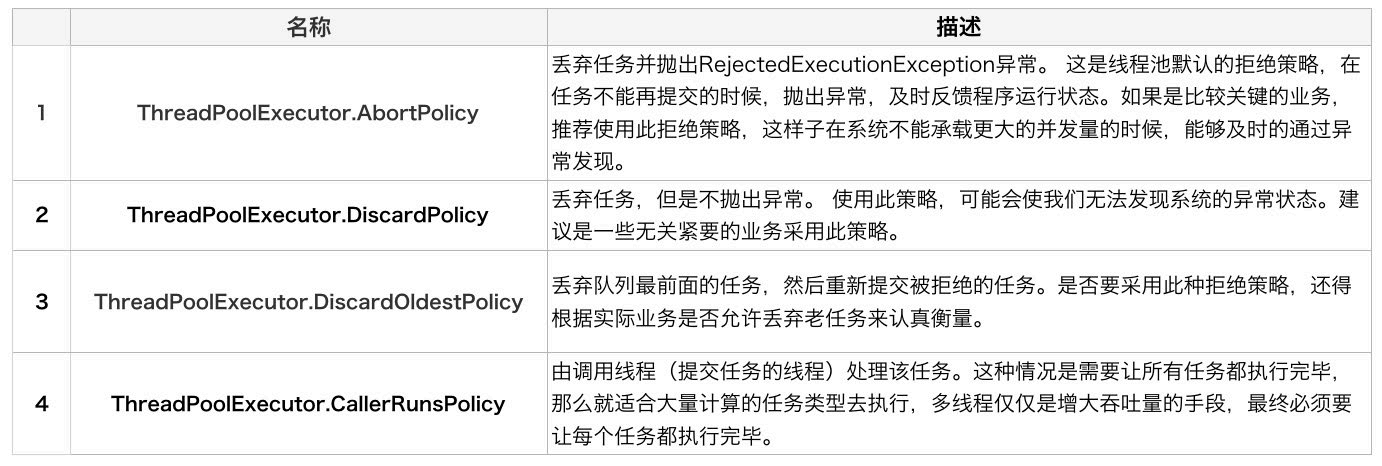 名称
描述
1
ThreadPoolExecutor.AbortPolicy
丢弃任务并抛出RejectedExecutionException异常。 这是线程池默认的拒绝策略，在
任务不能再提交的时候，抛出异常，及时反馈程序运行状态。如果是比较关键的业务，
推荐使用此拒绝策略，这样子在系统不能承载更大的并发量的时候，能够及时的通过异
常发现。
2
ThreadPoolExecutor.DiscardPolicy
丢弃任务，但是不抛出异常。 使用此策略，可能会使我们无法发现系统的异常状态。建
议是一些无关紧要的业务采用此策略。
3
ThreadPoolExecutor.DiscardOldestPolicy
丢弃队列最前面的任务，然后重新提交被拒绝的任务。是否要采用此种拒绝策略，还得
根据实际业务是否允许丢弃老任务来认真衡量。
4
ThreadPoolExecutor.CallerRunsPolicy
由调用线程（提交任务的线程）处理该任务。这种情况是需要让所有任务都执行完毕，
那么就适合大量计算的任务类型去执行，多线程仅仅是增大吞吐量的手段，最终必须要
让每个任务都执行完毕。